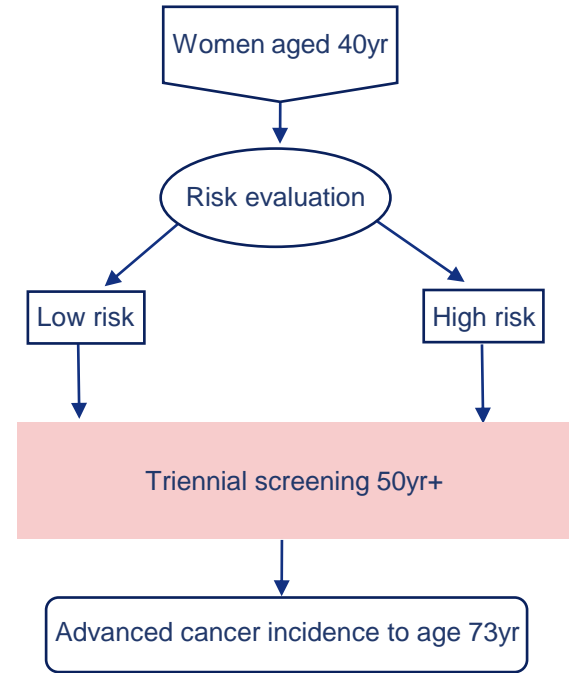 Women aged 40yr
Risk evaluation
Low risk
High risk
Triennial screening 50yr+
Advanced cancer incidence to age 73yr